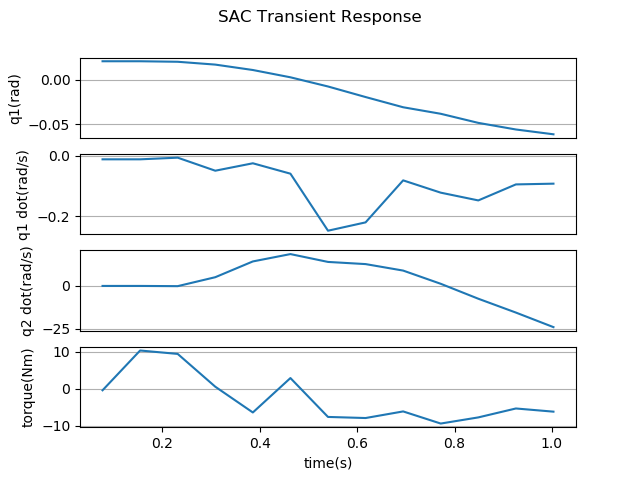 SAC Transient Response
q1(rad)
0.00
−0.05
q1 dot(rad/s)
0.0
−0.2
q2 dot(rad/s)
0
−25
torque(Nm)
10
0
−10
0.2 0.4 0.6 0.8 1.0
time(s)